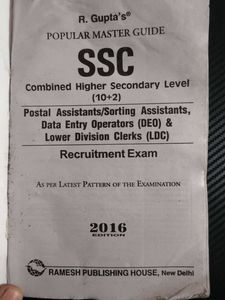 R. Gupta's®
POPULAR MASTER GUIDE
SSC
Combined Higher Secondary Level
(10+2)
Postal Assistants/Sorting Assistants,
Data Entry Operators (DEO) &
Lower Division Clerks (LDC)
Recruitment Exam
AS PER LATEST PATTERN OF THE EXAMINATION
2016
EDITION
RAMESH PUBLISHING HOUSE, New Delhi